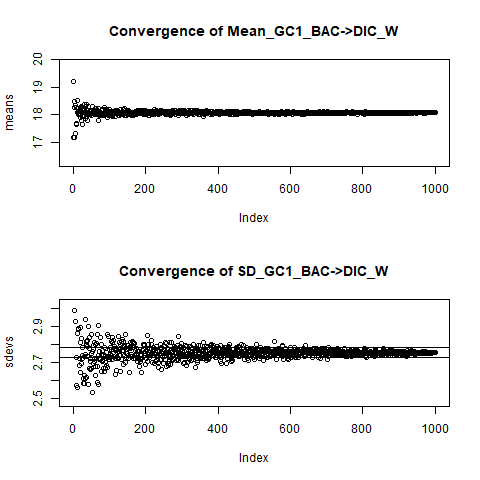 Convergence of Mean_GC1_BAC->DIC_W
means
20
19
18
17
0 200 400 600 800 1000
Index
Convergence of SD_GC1_BAC->DIC_W
sdevs
2.9
2.7
2.5
0 200 400 600 800 1000
Index